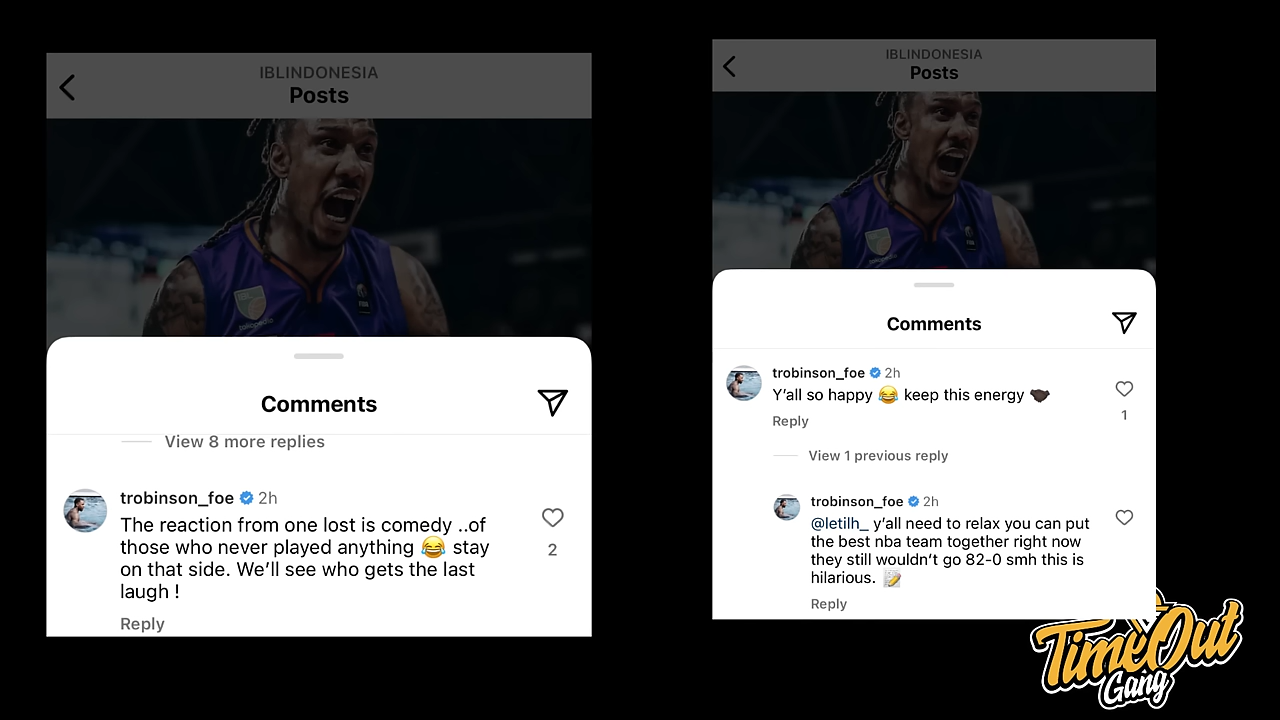 IBLINDONESIA
Posts
IBL
tokopedia
Comments
View 8 more replies
trobinson_foe 2h
The reaction from one lost is comedy ..of
those who never played anything 😂 stay
on that side. We’ll see who gets the last
laugh !
2
Reply
IBLINDONESIA
Posts
Comments
trobinson_foe 2h
Y’all so happy 😂 keep this energy 🤝🏿
1
Reply
View 1 previous reply
trobinson_foe 2h
@letilh_ y’all need to relax you can put
the best nba team together right now
they still wouldn’t go 82-0 smh this is
hilarious. 📝
Reply
TimeOut
Gang